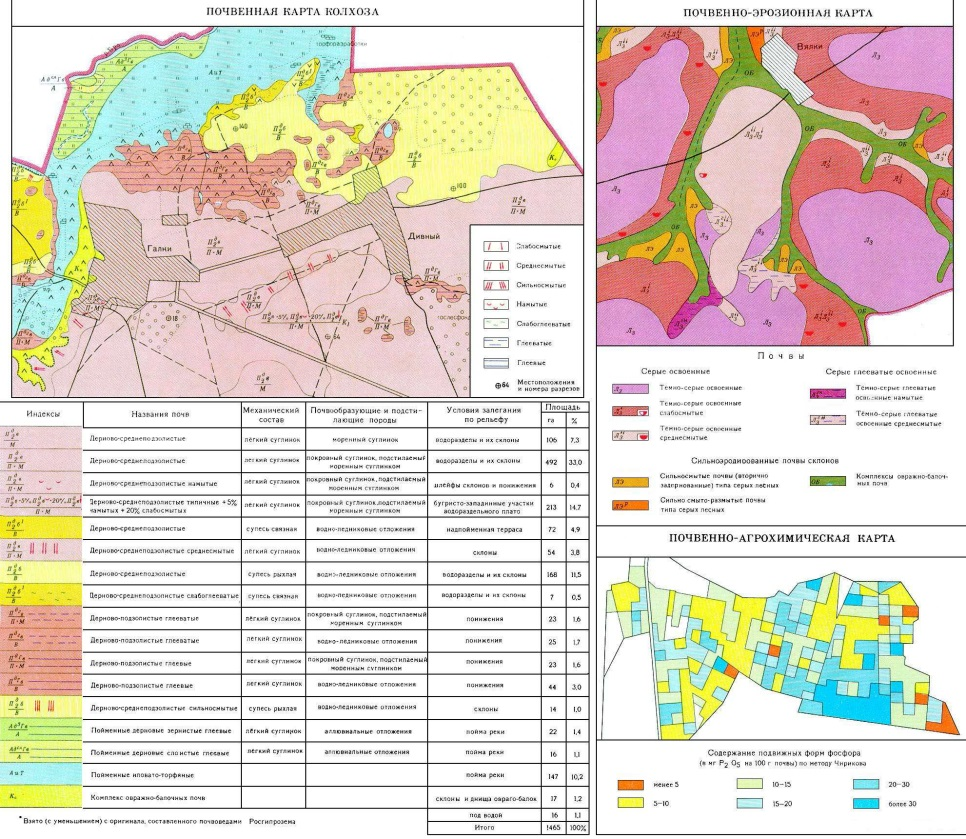 ПОЧВЕННАЯ КАРТА КОЛХОЗА
торфоразработки
Галки
Дивный
гослесфонд
140
100
18
64
Слабосмытые
Среднесмытые
Сильносмытые
Намытые
Слабоглееватые
Глееватые
Глеевые
⊕64 Местоположения
и номера разрезов
ПОЧВЕННО-ЭРОЗИОННАЯ КАРТА
Вялки
Почвы
Серые освоенные
Темно-серые освоенные
Темно-серые освоенные
слабосмытые
Темно-серые освоенные
среднесмытые
Серые глееватые освоенные
Темно-серые глееватые
освоенные намытые
Темно-серые глееватые
освоенные среднесмытые
Сильноэродированные почвы склонов
Сильносмытые почвы (вторично
задернованные) типа серых лесных
Сильно смыто-размытые почвы
типа серых лесных
Комплексы овражно-балоч-
ных почв
Индексы Названия почв Механический состав Почвообразующие и подсти-лающие породы Условия залегания по рельефу Площадь га %
Дерново-среднеподзолистые легкий суглинок моренный суглинок водоразделы и их склоны 106 7,3
Дерново-среднеподзолистые легкий суглинок покровный суглинок, подстилаемый моренным суглинком водоразделы и их склоны 492 33,0
Дерново-среднеподзолистые намытые легкий суглинок покровный суглинок, подстилаемый моренным суглинком шлейфы склонов и понижения 6 0,4
Дерново-среднеподзолистые типичные +5% намытых +20% слабосмытых легкий суглинок покровный суглинок, подстилаемый моренным суглинком бугристо-западинные участки водораздельного плато 213 14,7
Дерново-среднеподзолистые супесь связная водно-ледниковые отложения надпойменная терраса 72 4,9
Дерново-среднеподзолистые среднесмытые легкий суглинок водно-ледниковые отложения склоны 54 3,8
Дерново-среднеподзолистые супесь рыхлая водно-ледниковые отложения водоразделы и их склоны 168 11,5
Дерново-среднеподзолистые слабоглееватые супесь связная водно-ледниковые отложения водоразделы и их склоны 7 0,5
Дерново-подзолистые глееватые легкий суглинок покровный суглинок, подстилаемый моренным суглинком понижения 23 1,6
Дерново-подзолистые глееватые легкий суглинок водно-ледниковые отложения понижения 25 1,7
Дерново-подзолистые глеевые легкий суглинок покровный суглинок, подстилаемый моренным суглинком понижения 23 1,6
Дерново-подзолистые глеевые легкий суглинок водно-ледниковые отложения понижения 44 3,0
Дерново-среднеподзолистые сильносмытые супесь рыхлая водно-ледниковые отложения склоны 14 1,0
Пойменные дерновые зернистые глеевые легкий суглинок аллювиальные отложения пойма реки 22 1,4
Пойменные дерновые слоистые глеевые легкий суглинок аллювиальные отложения пойма реки 16 1,1
АиТ Пойменные иловато-торфяные пойма реки 147 10,2
Комплекс овражно-балочных почв склоны и днища овраго-балок 17 1,2
под водой 16 1,1
Итого 1465 100%
* Взято (с уменьшением) с оригинала, составленного почвоведами Росгипрозема
ПОЧВЕННО-АГРОХИМИЧЕСКАЯ КАРТА
Содержание подвижных форм фосфора
(в мг P₂O₅ на 100 г почвы) по методу Чирикова
менее 5
5-10
10-15
15-20
20-30
более 30